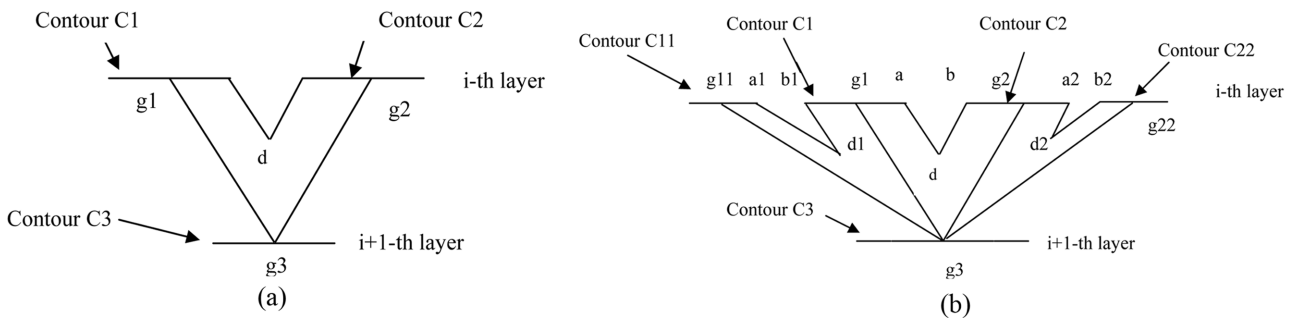 Contour C1
Contour C2
i-th layer
g1
g2
d
Contour C3
i+1-th layer
g3
(a)
Contour C11
Contour C1
Contour C2
Contour C22
g11 a1 b1 g1 a b g2 a2 b2
i-th layer
g22
d1
d2
d
Contour C3
i+1-th layer
g3
(b)